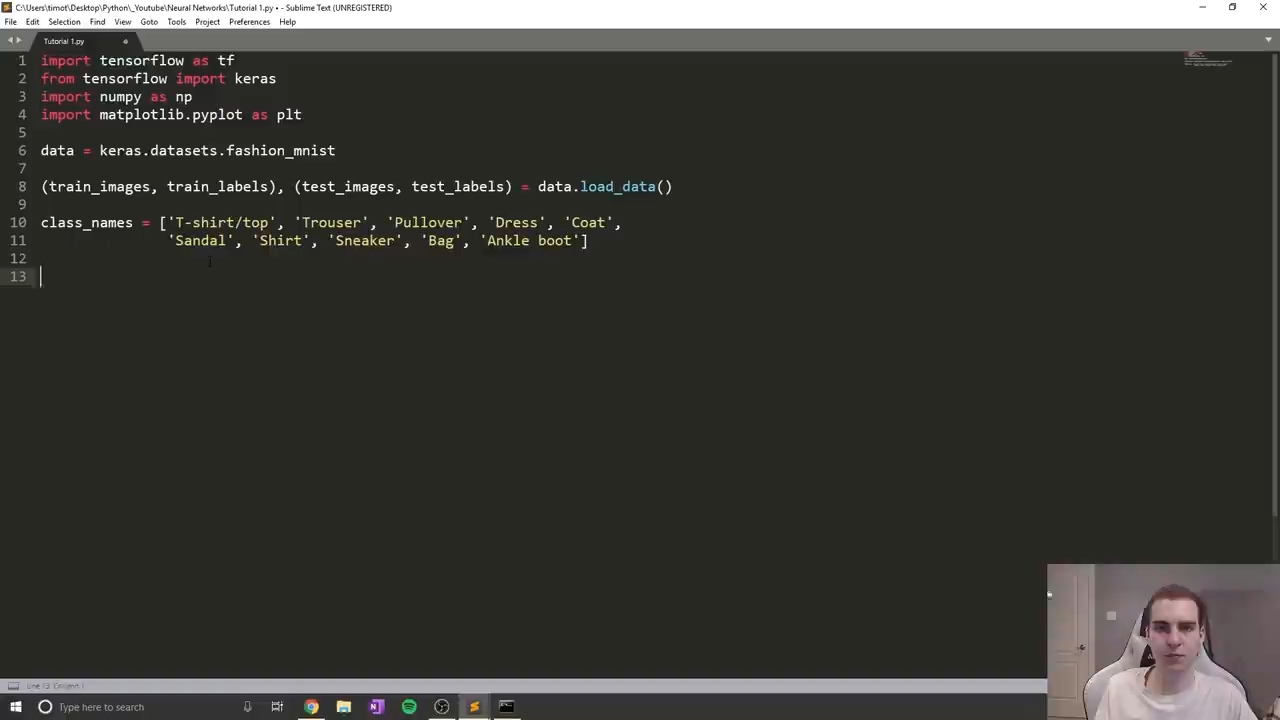 C:\Users\timot\Desktop\Python\_Youtube\Neural Networks\Tutorial 1.py • - Sublime Text (UNREGISTERED)
File Edit Selection Find View Goto Tools Project Preferences Help
Tutorial 1.py
1 import tensorflow as tf
2 from tensorflow import keras
3 import numpy as np
4 import matplotlib.pyplot as plt
5
6 data = keras.datasets.fashion_mnist
7
8 (train_images, train_labels), (test_images, test_labels) = data.load_data()
9
10 class_names = ['T-shirt/top', 'Trouser', 'Pullover', 'Dress', 'Coat',
11 'Sandal', 'Shirt', 'Sneaker', 'Bag', 'Ankle boot']
12
13
Type here to search